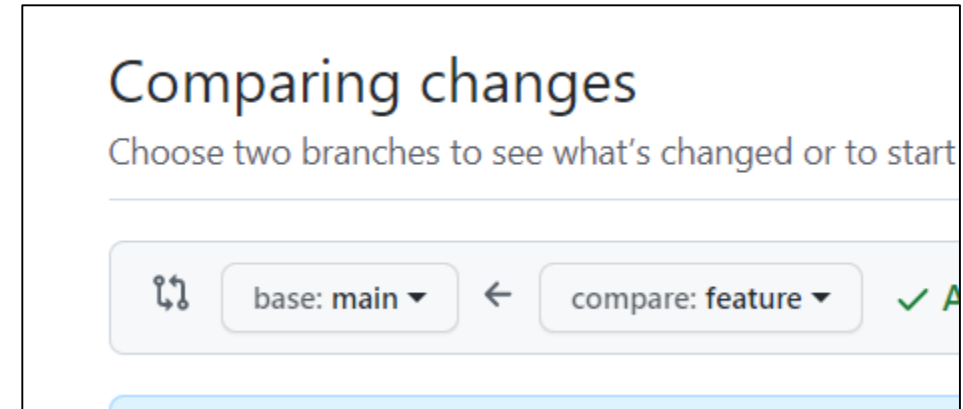 Comparing changes
Choose two branches to see what’s changed or to start
base: main compare: feature